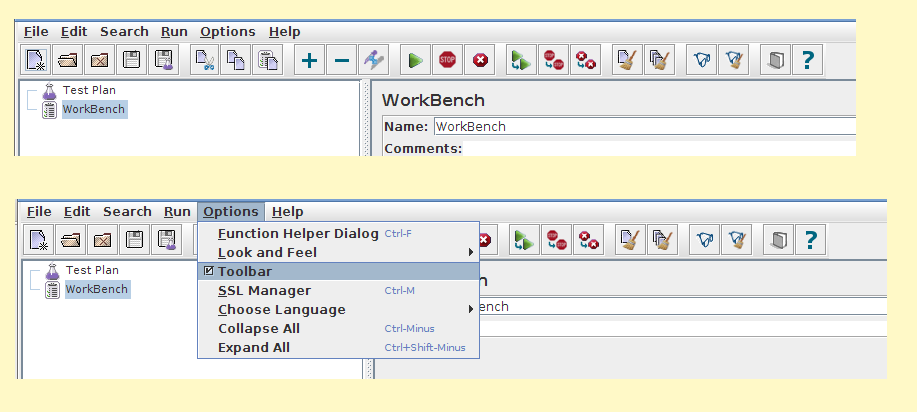 File Edit Search Run Options Help
STOP
Test Plan
WorkBench
WorkBench
Name: WorkBench
Comments:
File Edit Search Run Options Help
Function Helper Dialog Ctrl-F
Look and Feel
Toolbar
SSL Manager Ctrl-M
Choose Language
Collapse All Ctrl-Minus
Expand All Ctrl+Shift-Minus
Test Plan
WorkBench
h
ench